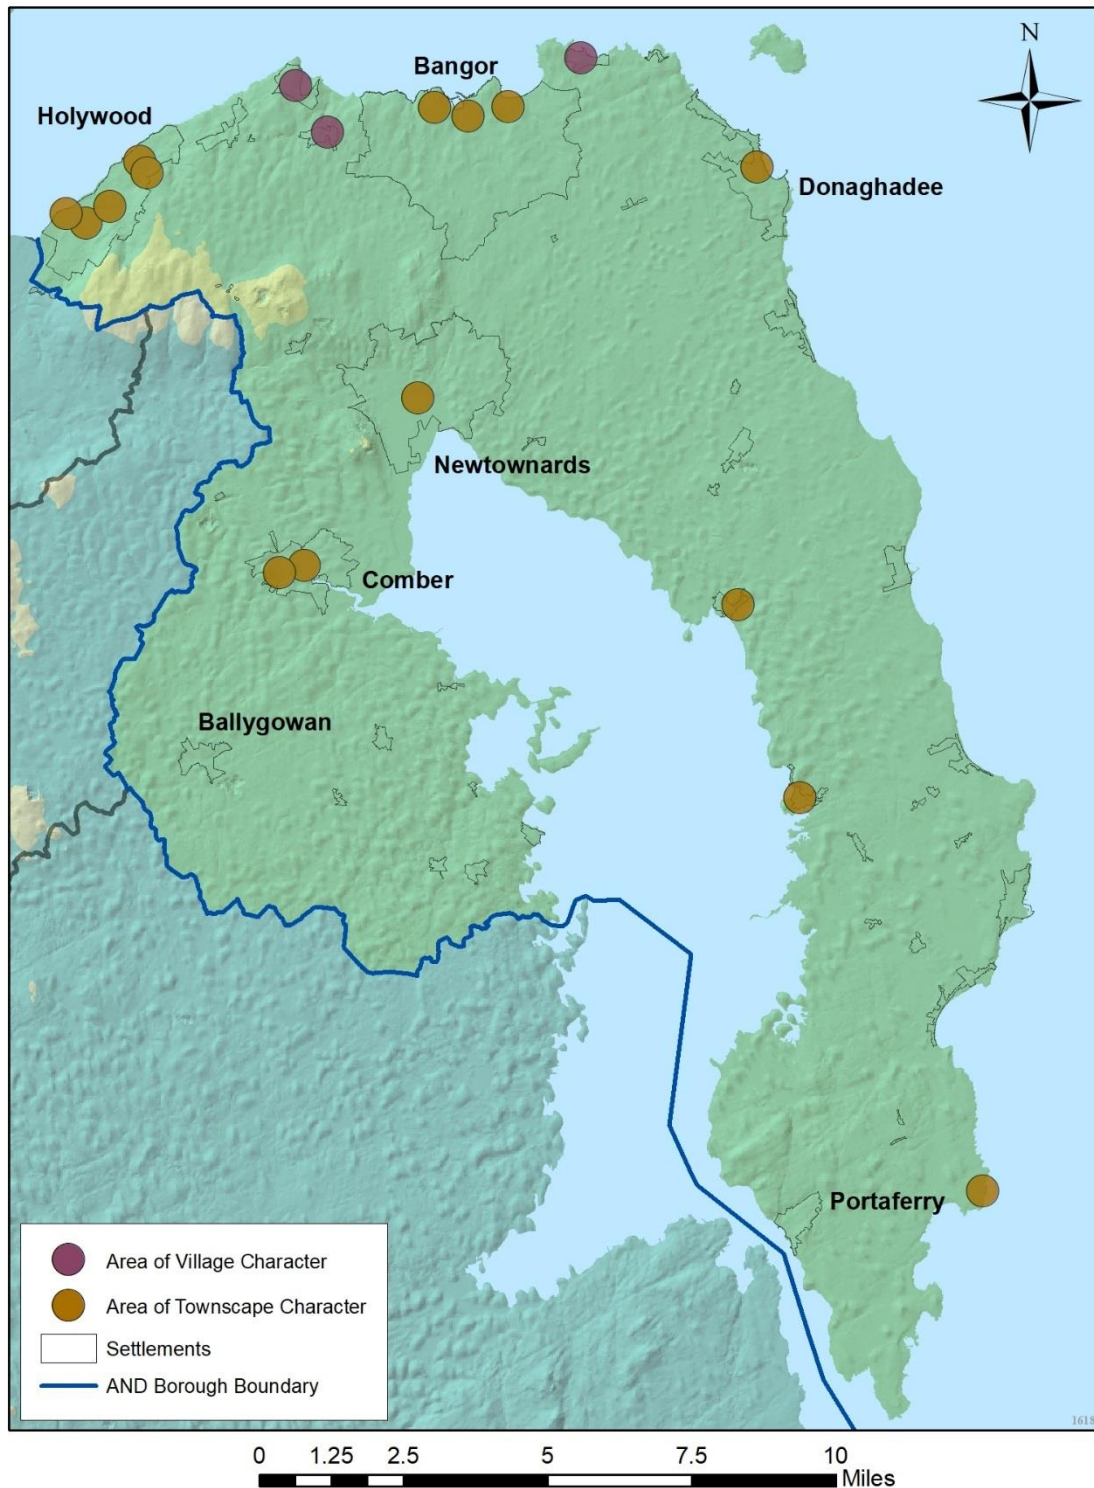 N
Bangor
Holywood
Donaghadee
Newtownards
Comber
Ballygowan
Portaferry
Area of Village Character
Area of Townscape Character
Settlements
AND Borough Boundary
1618
0 1.25 2.5 5 7.5 10
Miles